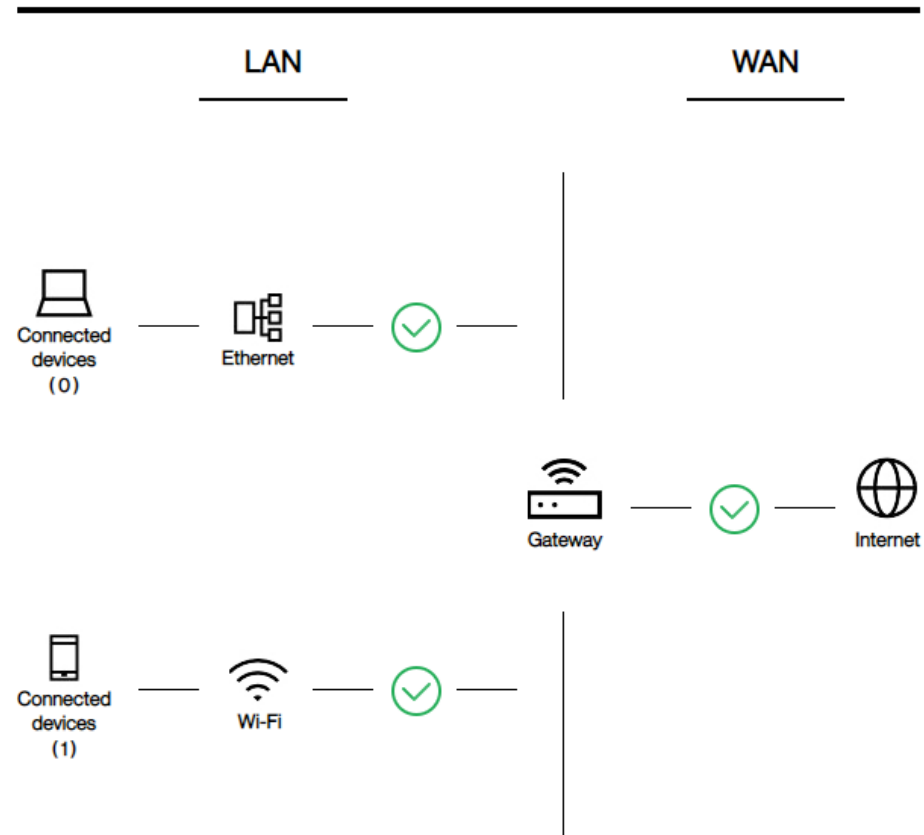 LAN
WAN
Connected
devices
(0)
Ethernet
Gateway
Internet
Connected
devices
(1)
Wi-Fi